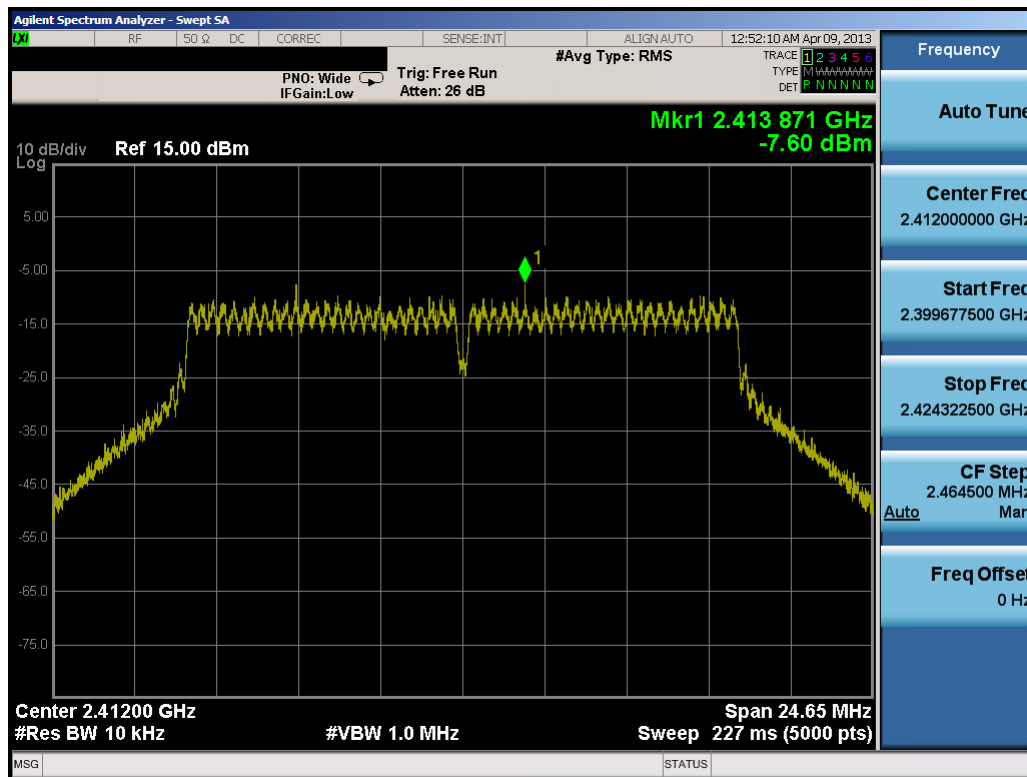 Agilent Spectrum Analyzer - Swept SA
LXI RF 50 Ω DC CORREC SENSE:INT ALIGN AUTO 12:52:10 AM Apr 09, 2013
PNO: Wide Trig: Free Run #Avg Type: RMS TRACE 1 2 3 4 5 6
IFGain:Low Atten: 26 dB TYPE M W W W W W
DET P N N N N N
Mkr1 2.413 871 GHz
-7.60 dBm
10 dB/div Ref 15.00 dBm
Log
5.00
-5.00
1
-15.0
-25.0
-35.0
-45.0
-55.0
-65.0
-75.0
Center 2.41200 GHz Span 24.65 MHz
#Res BW 10 kHz #VBW 1.0 MHz Sweep 227 ms (5000 pts)
MSG STATUS
Frequency
Auto Tune
Center Freq
2.412000000 GHz
Start Freq
2.399677500 GHz
Stop Freq
2.424322500 GHz
CF Step
2.464500 MHz
Auto Man
Freq Offset
0 Hz